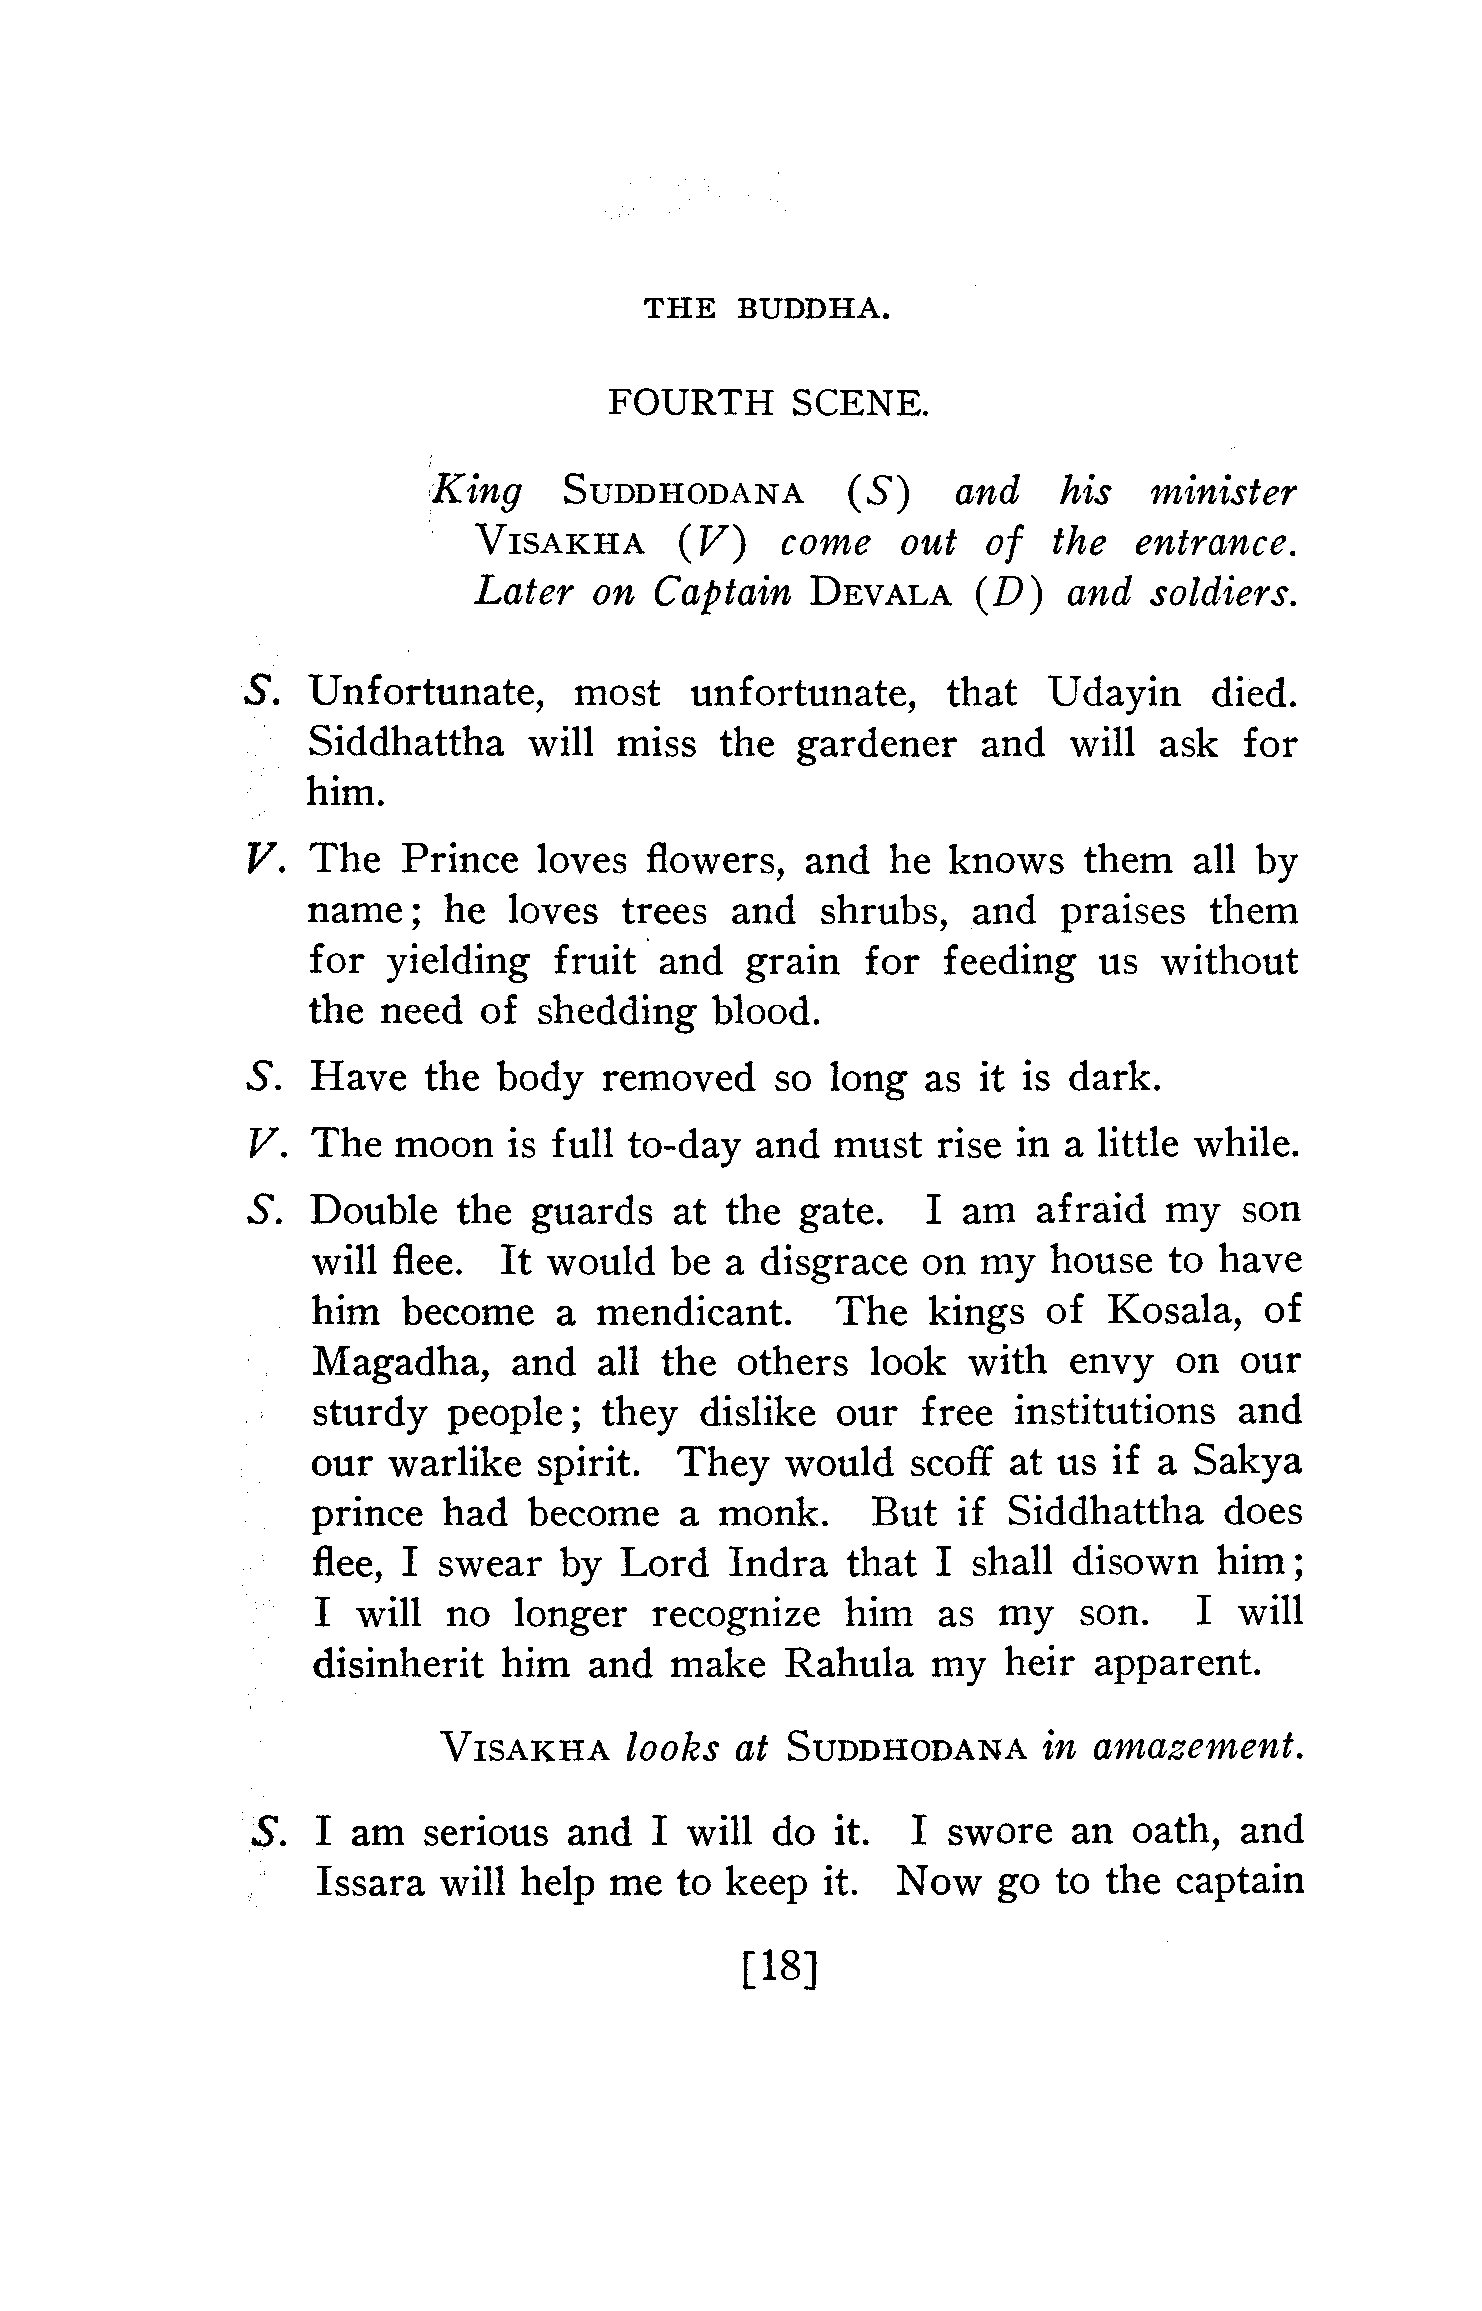 THE BUDDHA.
FOURTH SCENE.
King SUDDHODANA (S) and his minister
VISAKHA (V) come out of the entrance.
Later on Captain DEVALA (D) and soldiers.
S. Unfortunate, most unfortunate, that Udayin died.
Siddhattha will miss the gardener and will ask for
him.
V. The Prince loves flowers, and he knows them all by
name; he loves trees and shrubs, and praises them
for yielding fruit and grain for feeding us without
the need of shedding blood.
S. Have the body removed so long as it is dark.
V. The moon is full to-day and must rise in a little while.
S. Double the guards at the gate. I am afraid my son
will flee. It would be a disgrace on my house to have
him become a mendicant. The kings of Kosala, of
Magadha, and all the others look with envy on our
sturdy people; they dislike our free institutions and
our warlike spirit. They would scoff at us if a Sakya
prince had become a monk. But if Siddhattha does
flee, I swear by Lord Indra that I shall disown him;
I will no longer recognize him as my son. I will
disinherit him and make Rahula my heir apparent.
VISAKHA looks at SUDDHODANA in amazement.
S. I am serious and I will do it. I swore an oath, and
Issara will help me to keep it. Now go to the captain
[18]